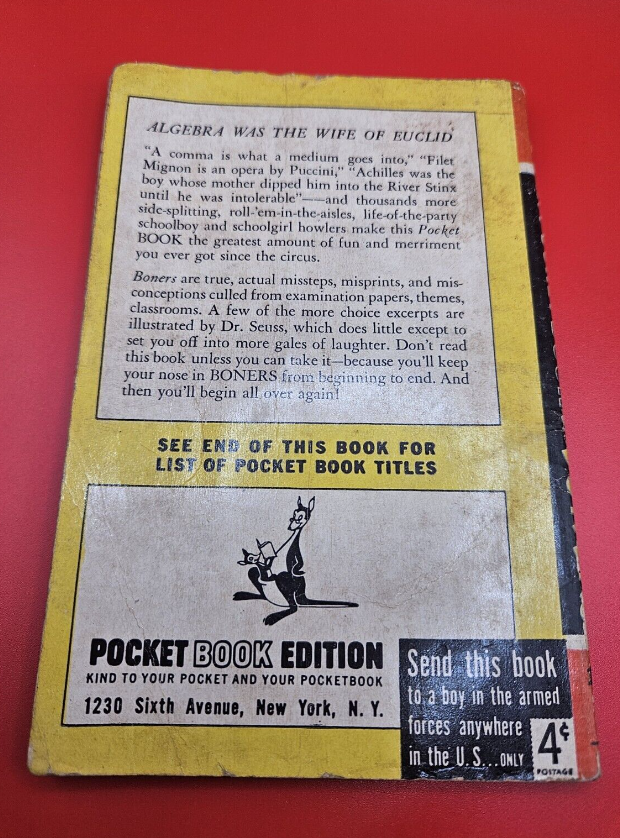 ALGEBRA WAS THE WIFE OF EUCLID
"A comma is what a medium goes into," "Filet
Mignon is an opera by Puccini," "Achilles was the
boy whose mother dipped him into the River Stinx
until he was intolerable"——and thousands more
side-splitting, roll-'em-in-the-aisles, life-of-the-party
schoolboy and schoolgirl howlers make this Pocket
BOOK the greatest amount of fun and merriment
you ever got since the circus.
Boners are true, actual missteps, misprints, and mis-
conceptions culled from examination papers, themes,
classrooms. A few of the more choice excerpts are
illustrated by Dr. Seuss, which does little except to
set you off into more gales of laughter. Don't read
this book unless you can take it—because you'll keep
your nose in BONERS from beginning to end. And
then you'll begin all over again!
SEE END OF THIS BOOK FOR
LIST OF POCKET BOOK TITLES
POCKET BOOK EDITION
KIND TO YOUR POCKET AND YOUR POCKETBOOK
1230 Sixth Avenue, New York, N. Y.
Send this book
to a boy in the armed
forces anywhere
in the U.S...ONLY
4¢
POSTAGE